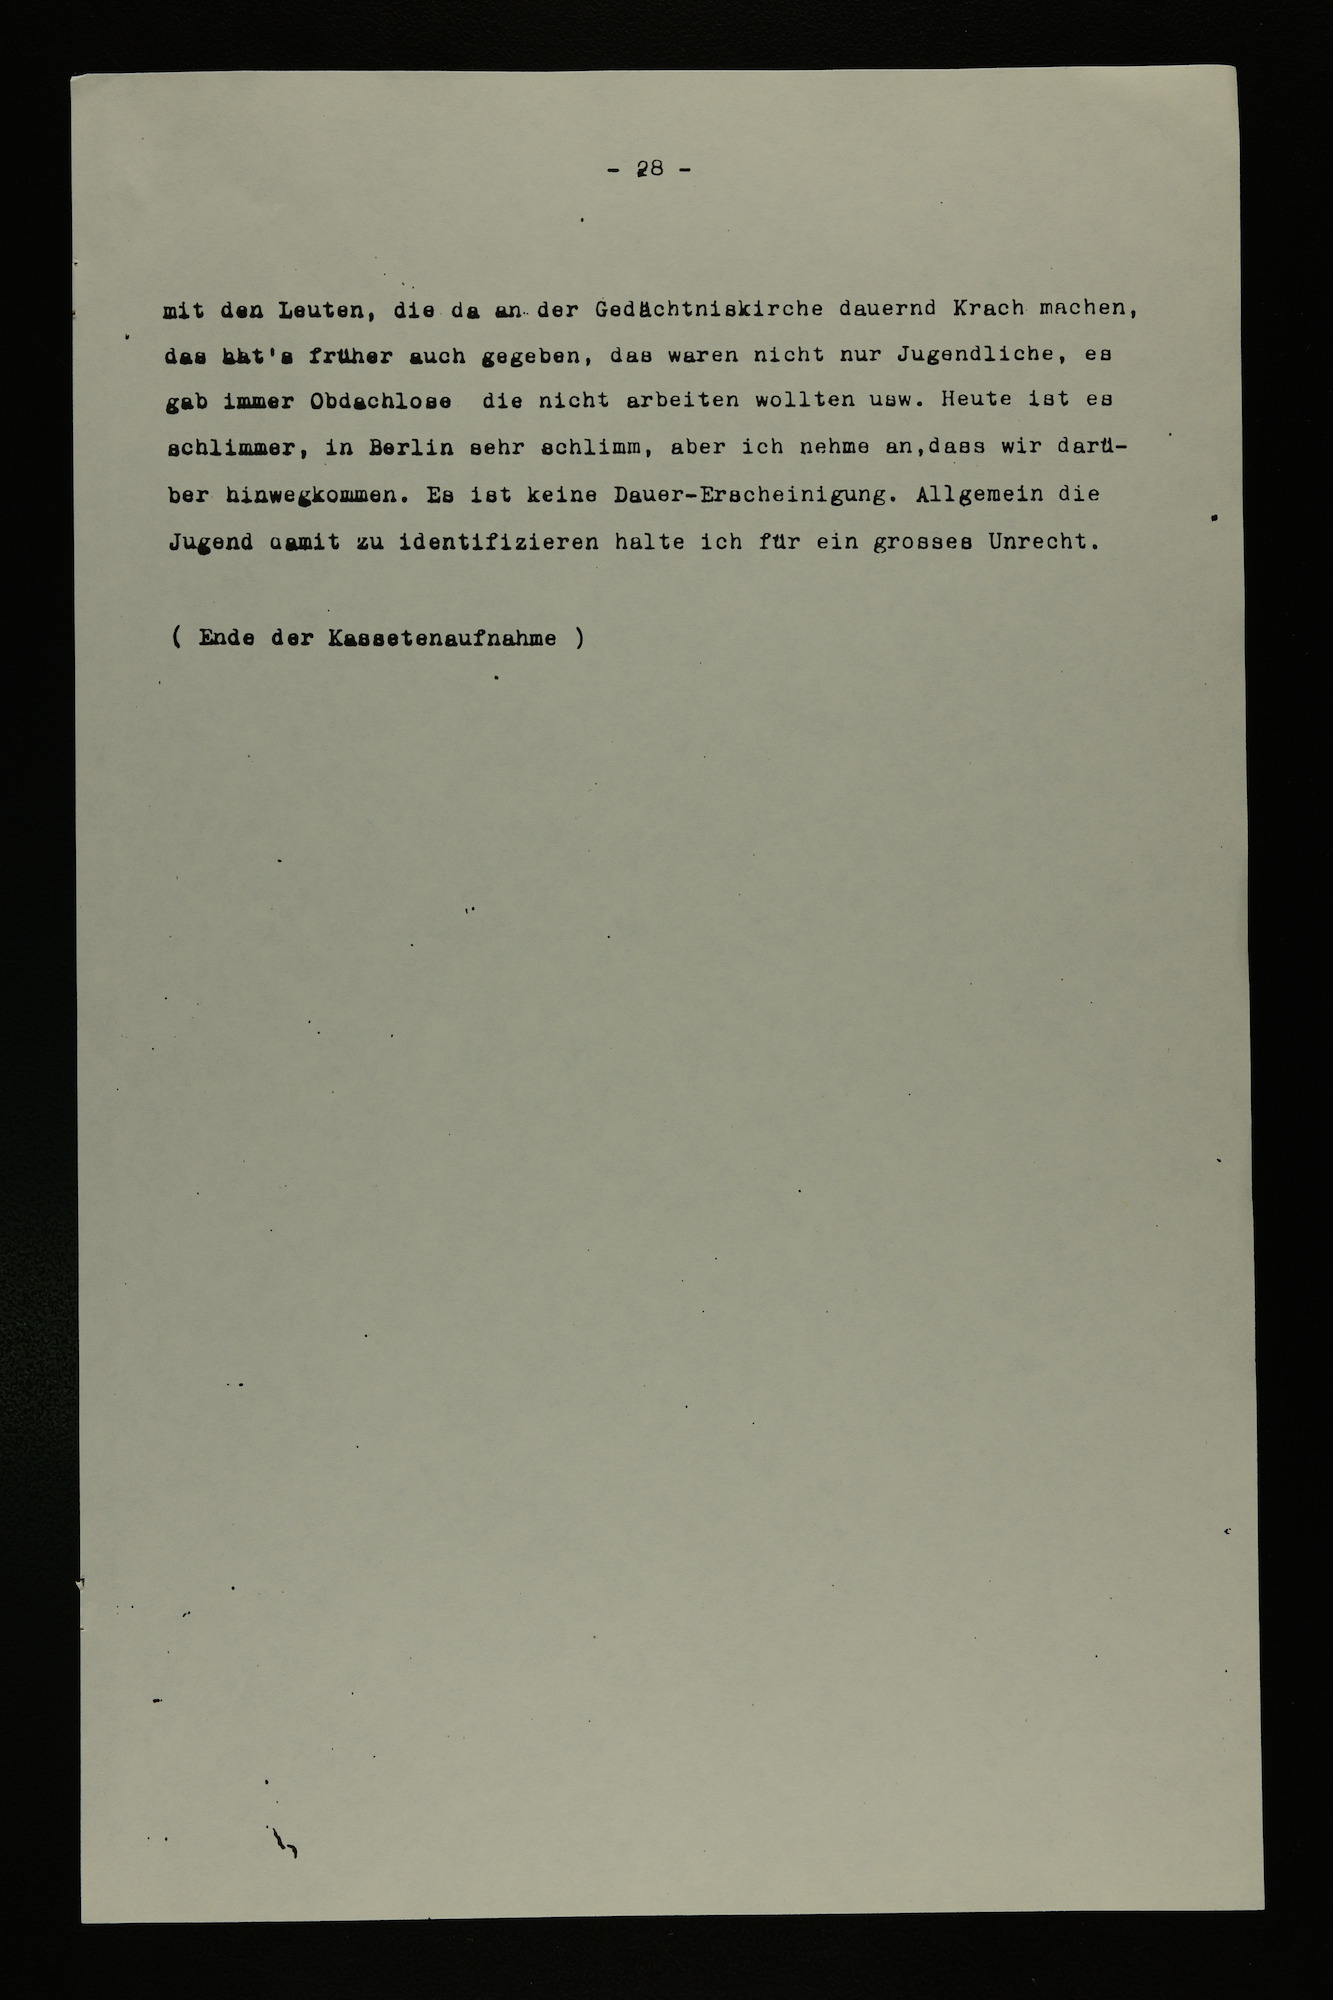 - 28 -
mit den Leuten, die da an der Gedächtniskirche dauernd Krach machen,
das hat's früher auch gegeben, das waren nicht nur Jugendliche, es
gab immer Obdachlose die nicht arbeiten wollten usw. Heute ist es
schlimmer, in Berlin sehr schlimm, aber ich nehme an,dass wir darü-
ber hinwegkommen. Es ist keine Dauer-Erscheinigung. Allgemein die
Jugend damit zu identifizieren halte ich für ein grosses Unrecht.
( Ende der Kassetenaufnahme )